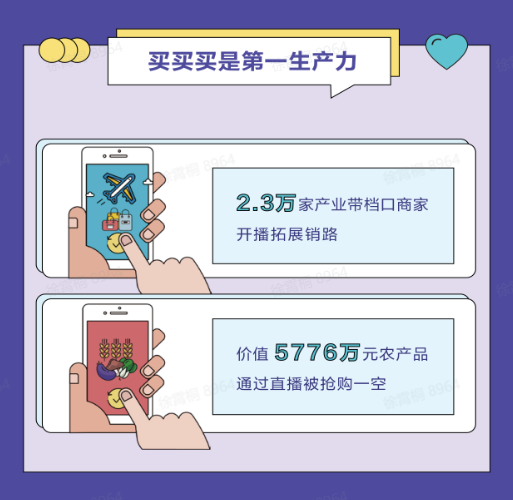 买买买是第一生产力
2.3万家产业带档口商家
开播拓展销路
价值 5776万元农产品
通过直播被抢购一空